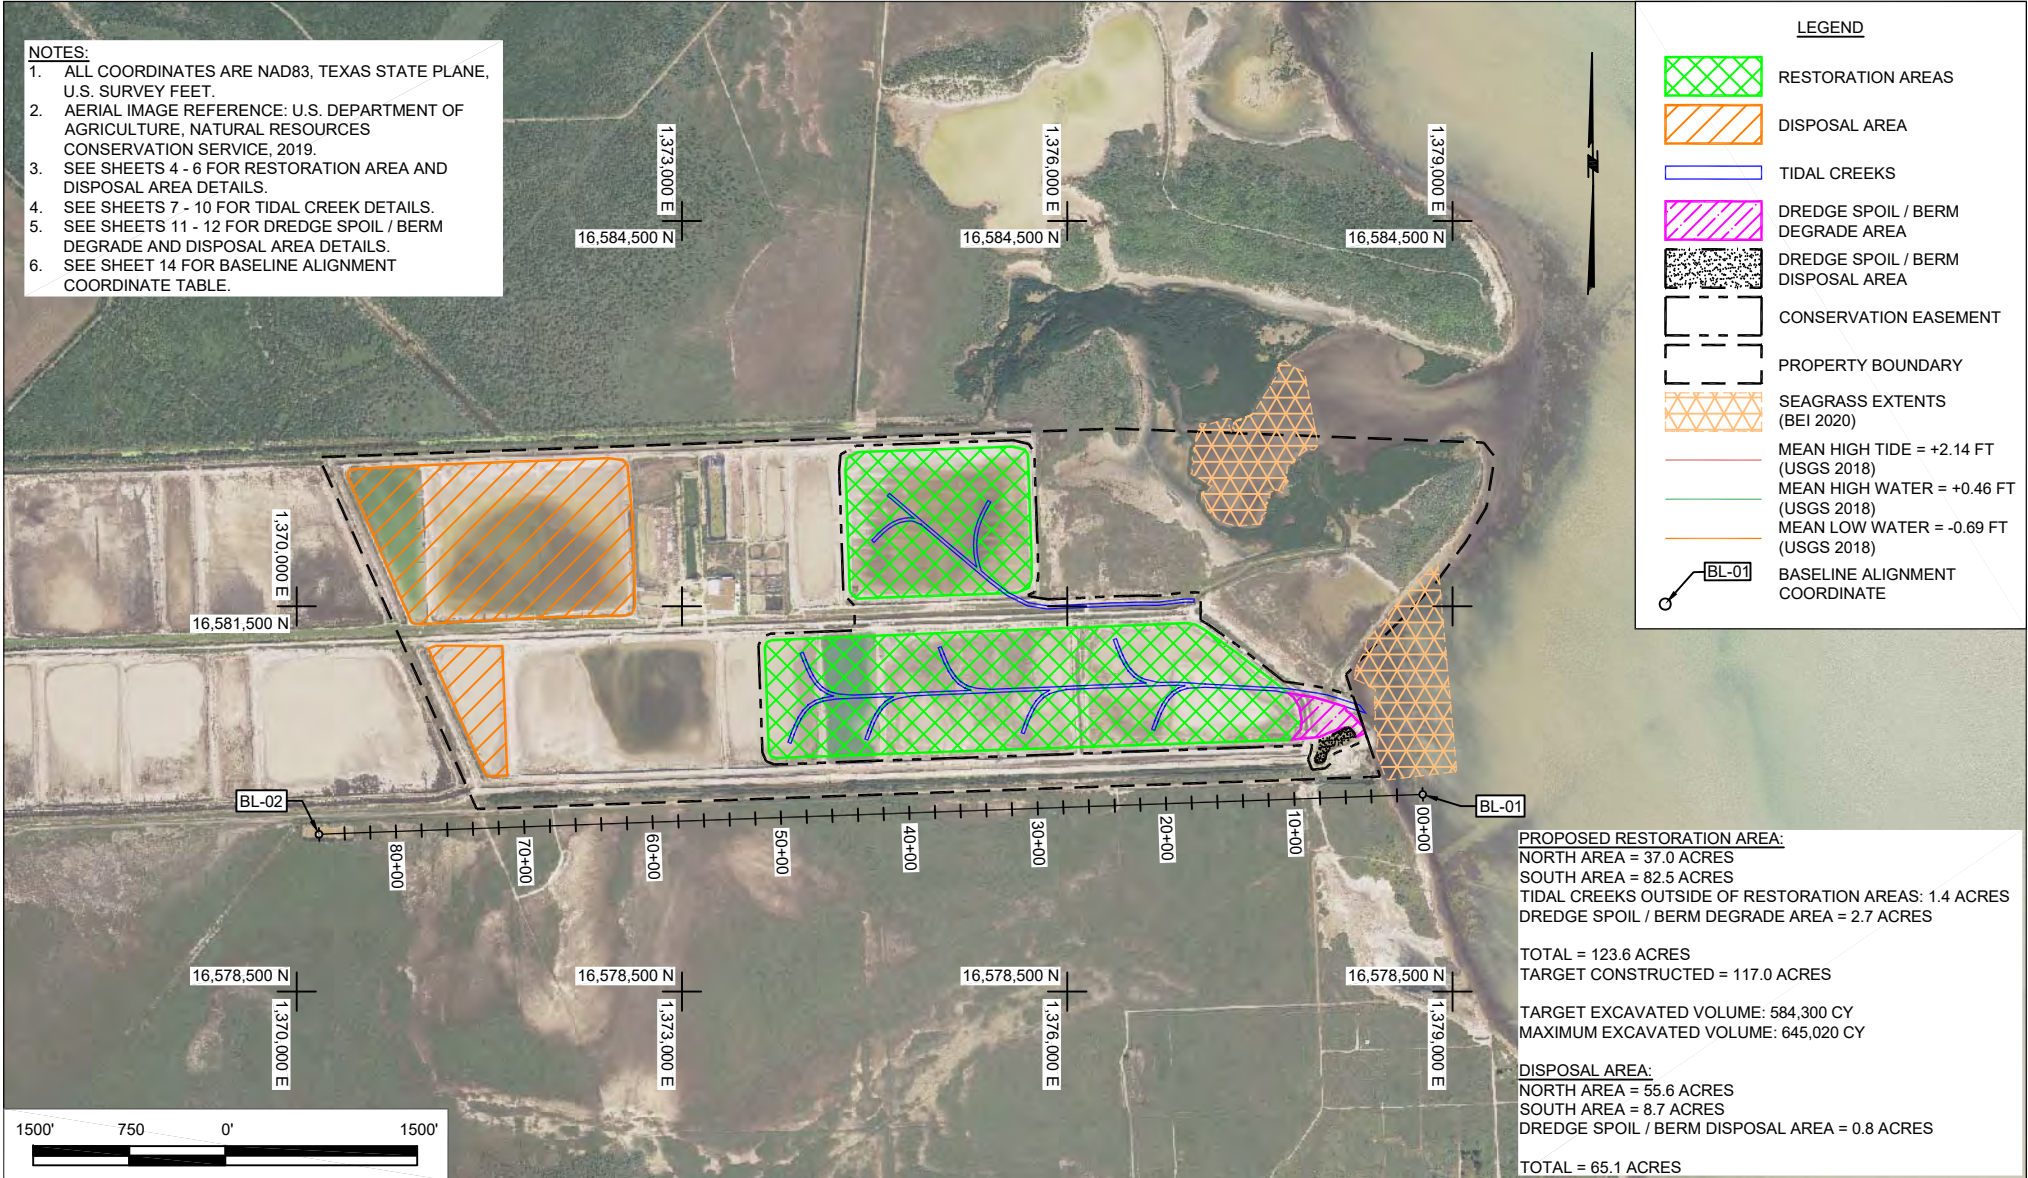 NOTES:
1. ALL COORDINATES ARE NAD83, TEXAS STATE PLANE,
U.S. SURVEY FEET.
2. AERIAL IMAGE REFERENCE: U.S. DEPARTMENT OF
AGRICULTURE, NATURAL RESOURCES
CONSERVATION SERVICE, 2019.
3. SEE SHEETS 4 - 6 FOR RESTORATION AREA AND
DISPOSAL AREA DETAILS.
4. SEE SHEETS 7 - 10 FOR TIDAL CREEK DETAILS.
5. SEE SHEETS 11 - 12 FOR DREDGE SPOIL / BERM
DEGRADE AND DISPOSAL AREA DETAILS.
6. SEE SHEET 14 FOR BASELINE ALIGNMENT
COORDINATE TABLE.
1,373,000 E
16,584,500 N
1,376,000 E
16,584,500 N
1,379,000 E
16,584,500 N
N
LEGEND
RESTORATION AREAS
DISPOSAL AREA
TIDAL CREEKS
DREDGE SPOIL / BERM
DEGRADE AREA
DREDGE SPOIL / BERM
DISPOSAL AREA
CONSERVATION EASEMENT
PROPERTY BOUNDARY
SEAGRASS EXTENTS
(BEI 2020)
MEAN HIGH TIDE = +2.14 FT
(USGS 2018)
MEAN HIGH WATER = +0.46 FT
(USGS 2018)
MEAN LOW WATER = -0.69 FT
(USGS 2018)
BL-01
BASELINE ALIGNMENT
COORDINATE
1,370,000 E
16,581,500 N
BL-02
80+00
70+00
60+00
50+00
40+00
30+00
20+00
10+00
00+00
BL-01
16,578,500 N
1,370,000 E
16,578,500 N
1,373,000 E
16,578,500 N
1,376,000 E
16,578,500 N
1,379,000 E
PROPOSED RESTORATION AREA:
NORTH AREA = 37.0 ACRES
SOUTH AREA = 82.5 ACRES
TIDAL CREEKS OUTSIDE OF RESTORATION AREAS: 1.4 ACRES
DREDGE SPOIL / BERM DEGRADE AREA = 2.7 ACRES
TOTAL = 123.6 ACRES
TARGET CONSTRUCTED = 117.0 ACRES
TARGET EXCAVATED VOLUME: 584,300 CY
MAXIMUM EXCAVATED VOLUME: 645,020 CY
DISPOSAL AREA:
NORTH AREA = 55.6 ACRES
SOUTH AREA = 8.7 ACRES
DREDGE SPOIL / BERM DISPOSAL AREA = 0.8 ACRES
TOTAL = 65.1 ACRES
1500' 750 0' 1500'